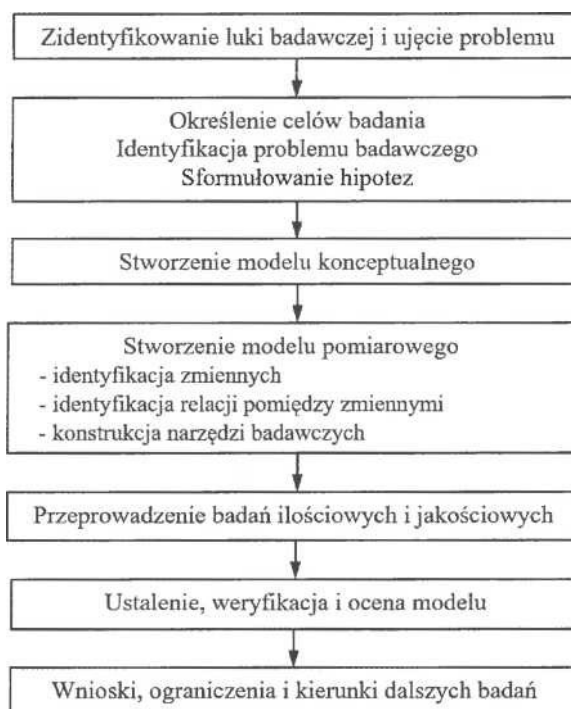 Zidentyfikowanie luki badawczej i ujęcie problemu
Określenie celów badania
Identyfikacja problemu badawczego
Sformułowanie hipotez
Stworzenie modelu konceptualnego
Stworzenie modelu pomiarowego
- identyfikacja zmiennych
- identyfikacja relacji pomiędzy zmiennymi
- konstrukcja narzędzi badawczych
Przeprowadzenie badań ilościowych i jakościowych
Ustalenie, weryfikacja i ocena modelu
Wnioski, ograniczenia i kierunki dalszych badań